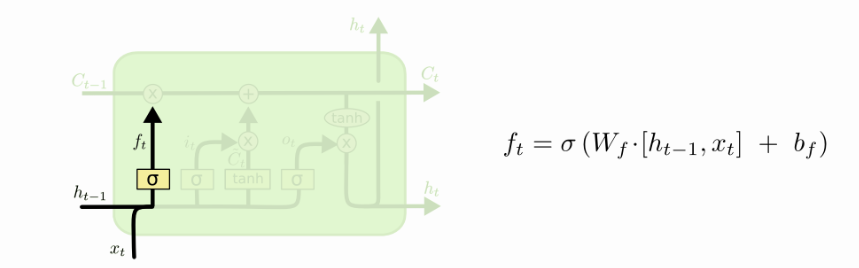 h_t
C_{t-1}
x
+
C_t
tanh
f_t
i_t
x
C̃_t
o_t
x
σ
σ
tanh
σ
h_{t-1}
h_t
x_t
f_t = σ (W_f · [h_{t-1}, x_t] + b_f)